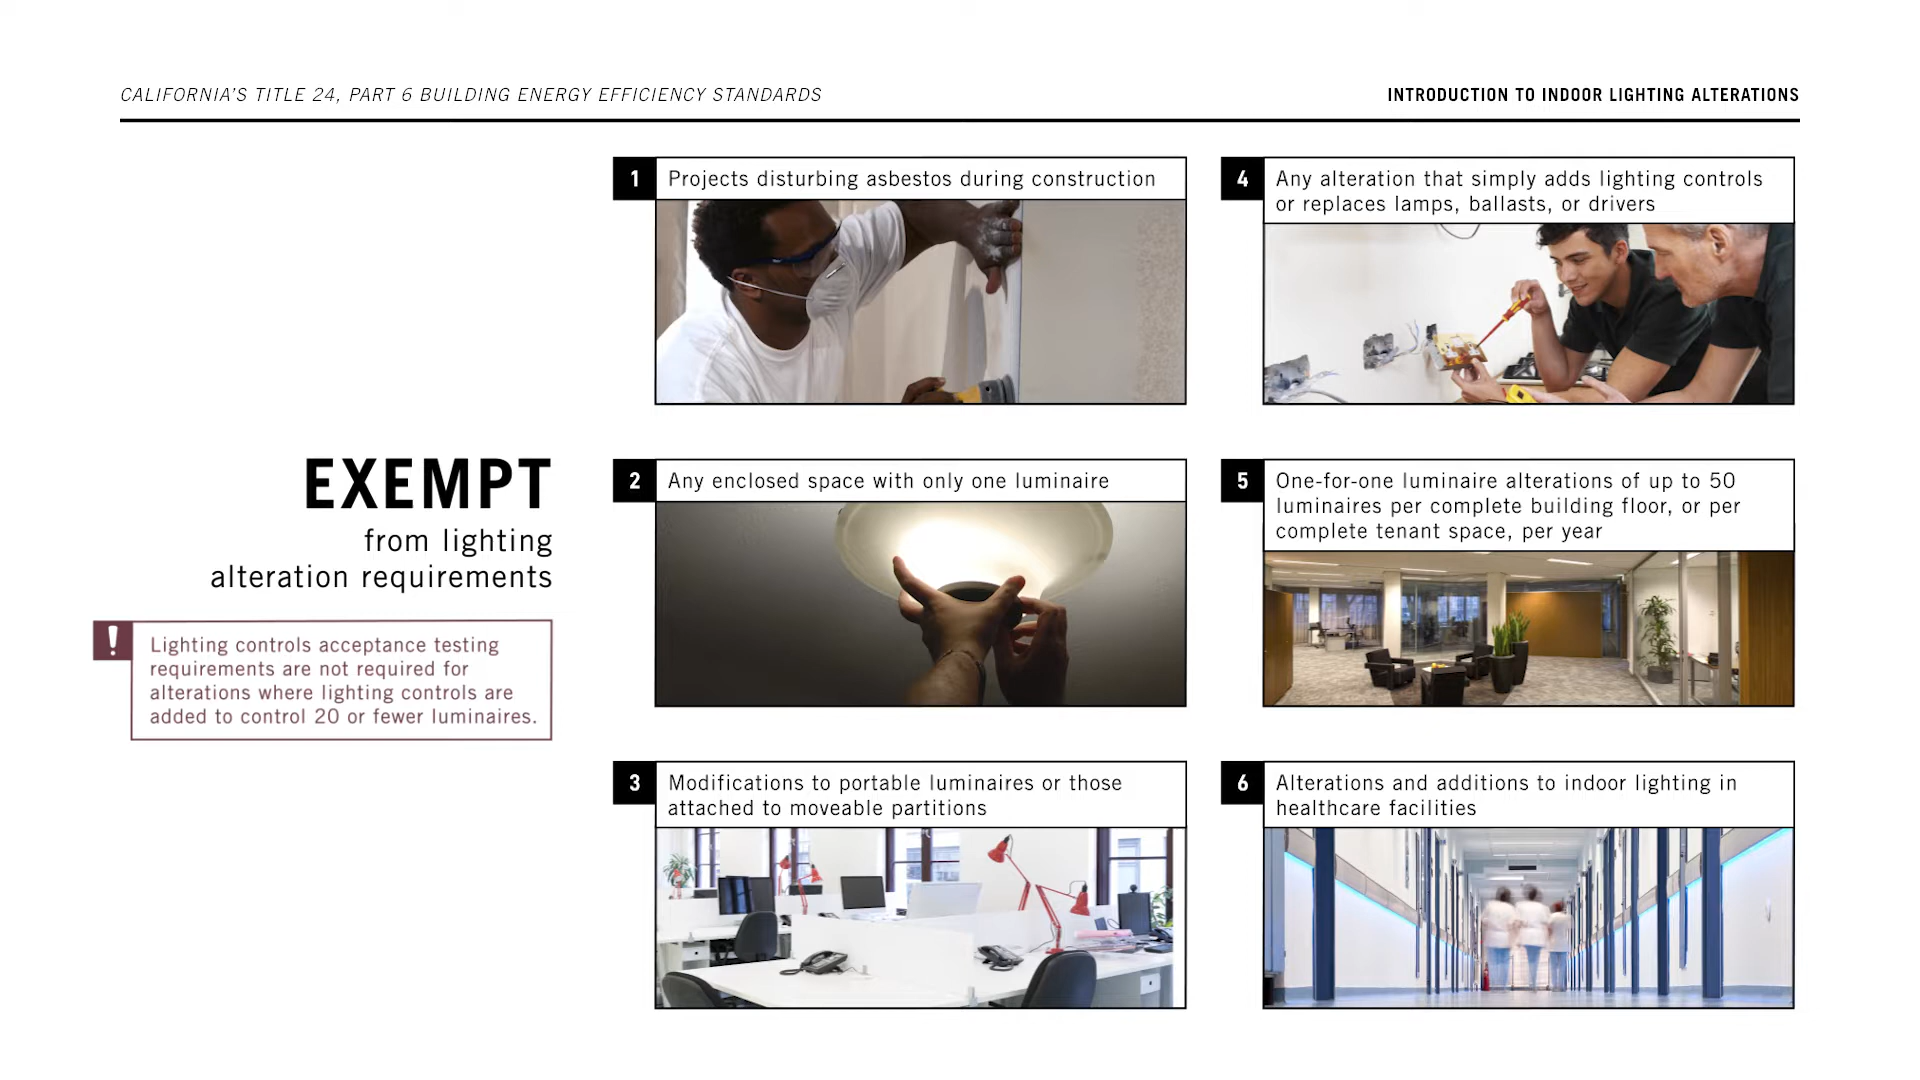 CALIFORNIA'S TITLE 24, PART 6 BUILDING ENERGY EFFICIENCY STANDARDS
INTRODUCTION TO INDOOR LIGHTING ALTERATIONS
EXEMPT
from lighting
alteration requirements
!
Lighting controls acceptance testing
requirements are not required for
alterations where lighting controls are
added to control 20 or fewer luminaires.
1
Projects disturbing asbestos during construction
2
Any enclosed space with only one luminaire
3
Modifications to portable luminaires or those
attached to moveable partitions
4
Any alteration that simply adds lighting controls
or replaces lamps, ballasts, or drivers
5
One-for-one luminaire alterations of up to 50
luminaires per complete building floor, or per
complete tenant space, per year
6
Alterations and additions to indoor lighting in
healthcare facilities